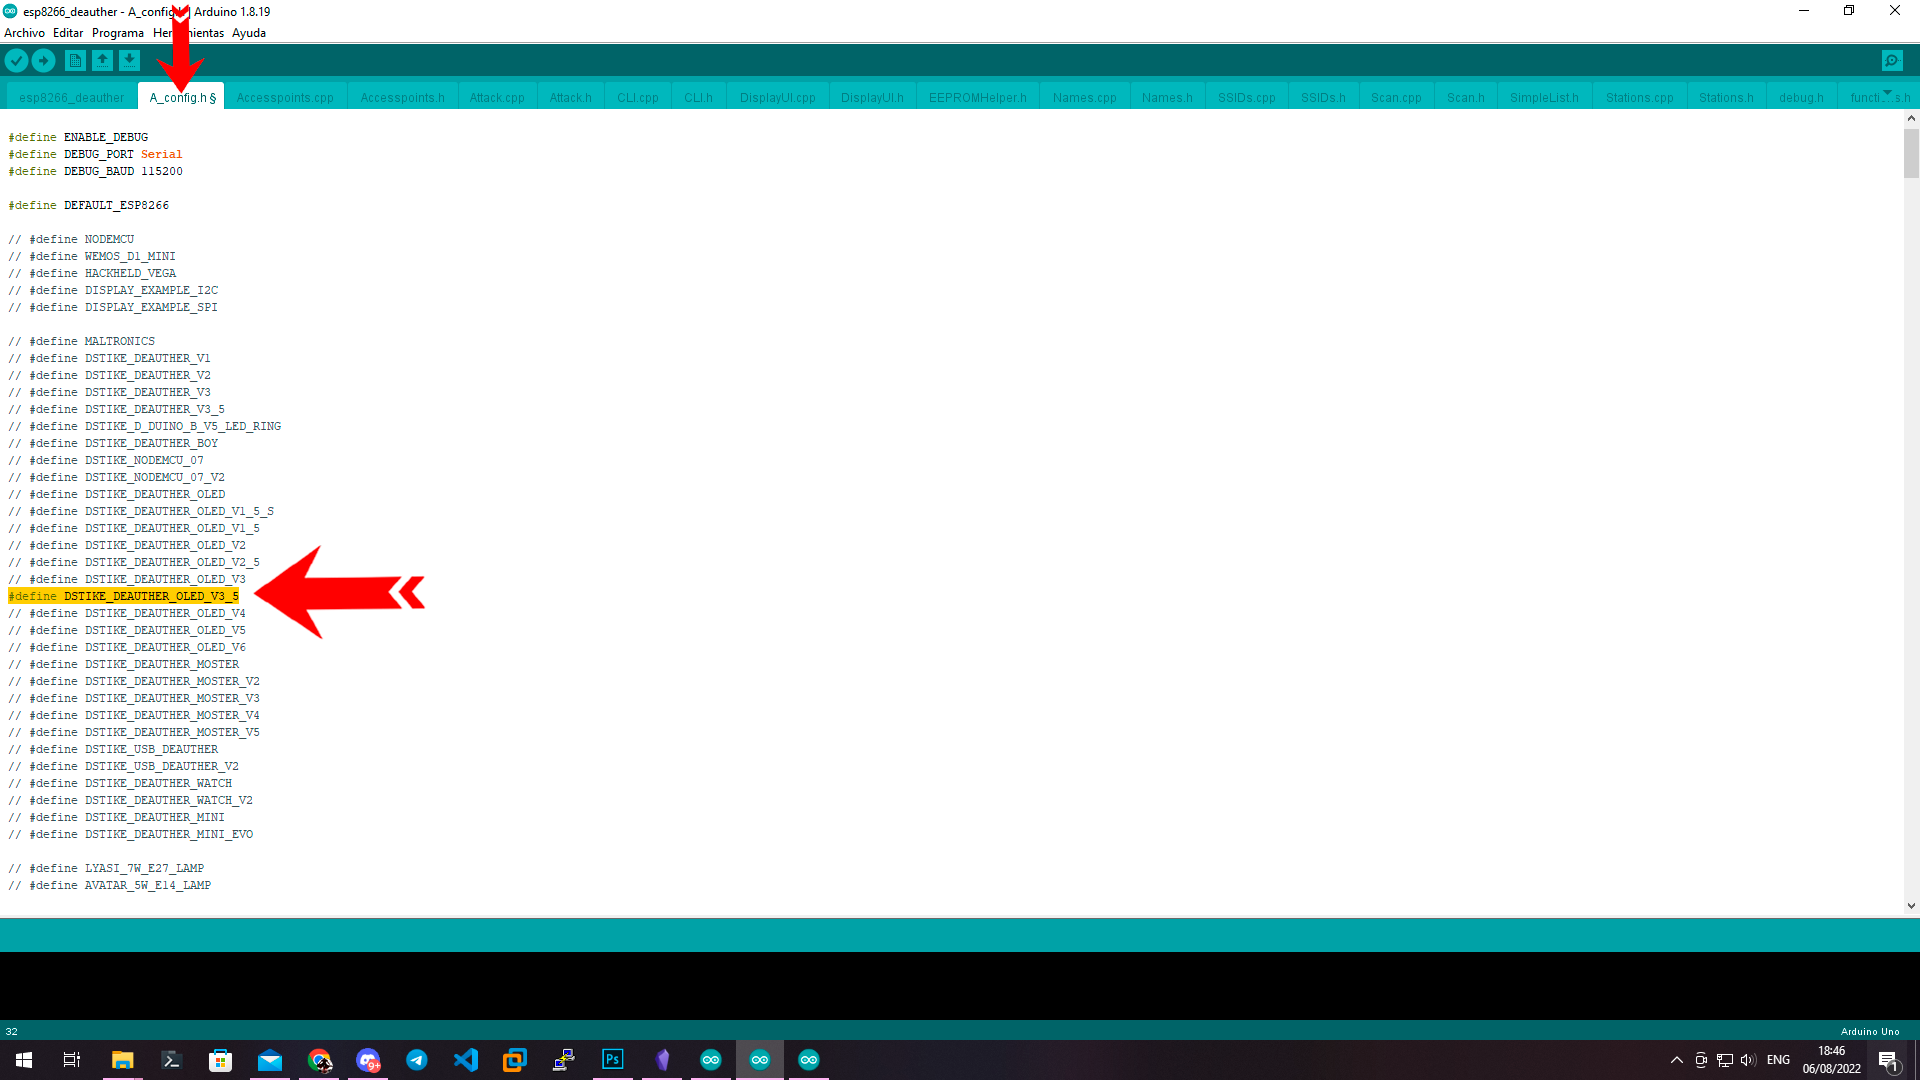 esp8266_deauther - A_config.h | Arduino 1.8.19
Archivo Editar Programa Herramientas Ayuda
esp8266_deauther A_config.h § Accesspoints.cpp Accesspoints.h Attack.cpp Attack.h CLI.cpp CLI.h DisplayUI.cpp DisplayUI.h EEPROMHelper.h Names.cpp Names.h SSIDs.cpp SSIDs.h Scan.cpp Scan.h SimpleList.h Stations.cpp Stations.h debug.h
#define ENABLE_DEBUG
#define DEBUG_PORT Serial
#define DEBUG_BAUD 115200
#define DEFAULT_ESP8266
// #define NODEMCU
// #define WEMOS_D1_MINI
// #define HACKHELD_VEGA
// #define DISPLAY_EXAMPLE_I2C
// #define DISPLAY_EXAMPLE_SPI
// #define MALTRONICS
// #define DSTIKE_DEAUTHER_V1
// #define DSTIKE_DEAUTHER_V2
// #define DSTIKE_DEAUTHER_V3
// #define DSTIKE_DEAUTHER_V3_5
// #define DSTIKE_D_DUINO_B_V5_LED_RING
// #define DSTIKE_DEAUTHER_BOY
// #define DSTIKE_NODEMCU_07
// #define DSTIKE_NODEMCU_07_V2
// #define DSTIKE_DEAUTHER_OLED
// #define DSTIKE_DEAUTHER_OLED_V1_5_S
// #define DSTIKE_DEAUTHER_OLED_V1_5
// #define DSTIKE_DEAUTHER_OLED_V2
// #define DSTIKE_DEAUTHER_OLED_V2_5
// #define DSTIKE_DEAUTHER_OLED_V3
#define DSTIKE_DEAUTHER_OLED_V3_5
// #define DSTIKE_DEAUTHER_OLED_V4
// #define DSTIKE_DEAUTHER_OLED_V5
// #define DSTIKE_DEAUTHER_OLED_V6
// #define DSTIKE_DEAUTHER_MOSTER
// #define DSTIKE_DEAUTHER_MOSTER_V2
// #define DSTIKE_DEAUTHER_MOSTER_V3
// #define DSTIKE_DEAUTHER_MOSTER_V4
// #define DSTIKE_DEAUTHER_MOSTER_V5
// #define DSTIKE_USB_DEAUTHER
// #define DSTIKE_USB_DEAUTHER_V2
// #define DSTIKE_DEAUTHER_WATCH
// #define DSTIKE_DEAUTHER_WATCH_V2
// #define DSTIKE_DEAUTHER_MINI
// #define DSTIKE_DEAUTHER_MINI_EVO
// #define LYASI_7W_E27_LAMP
// #define AVATAR_5W_E14_LAMP
32
Arduino Uno
9+
Ps
ENG
18:46
06/08/2022
1